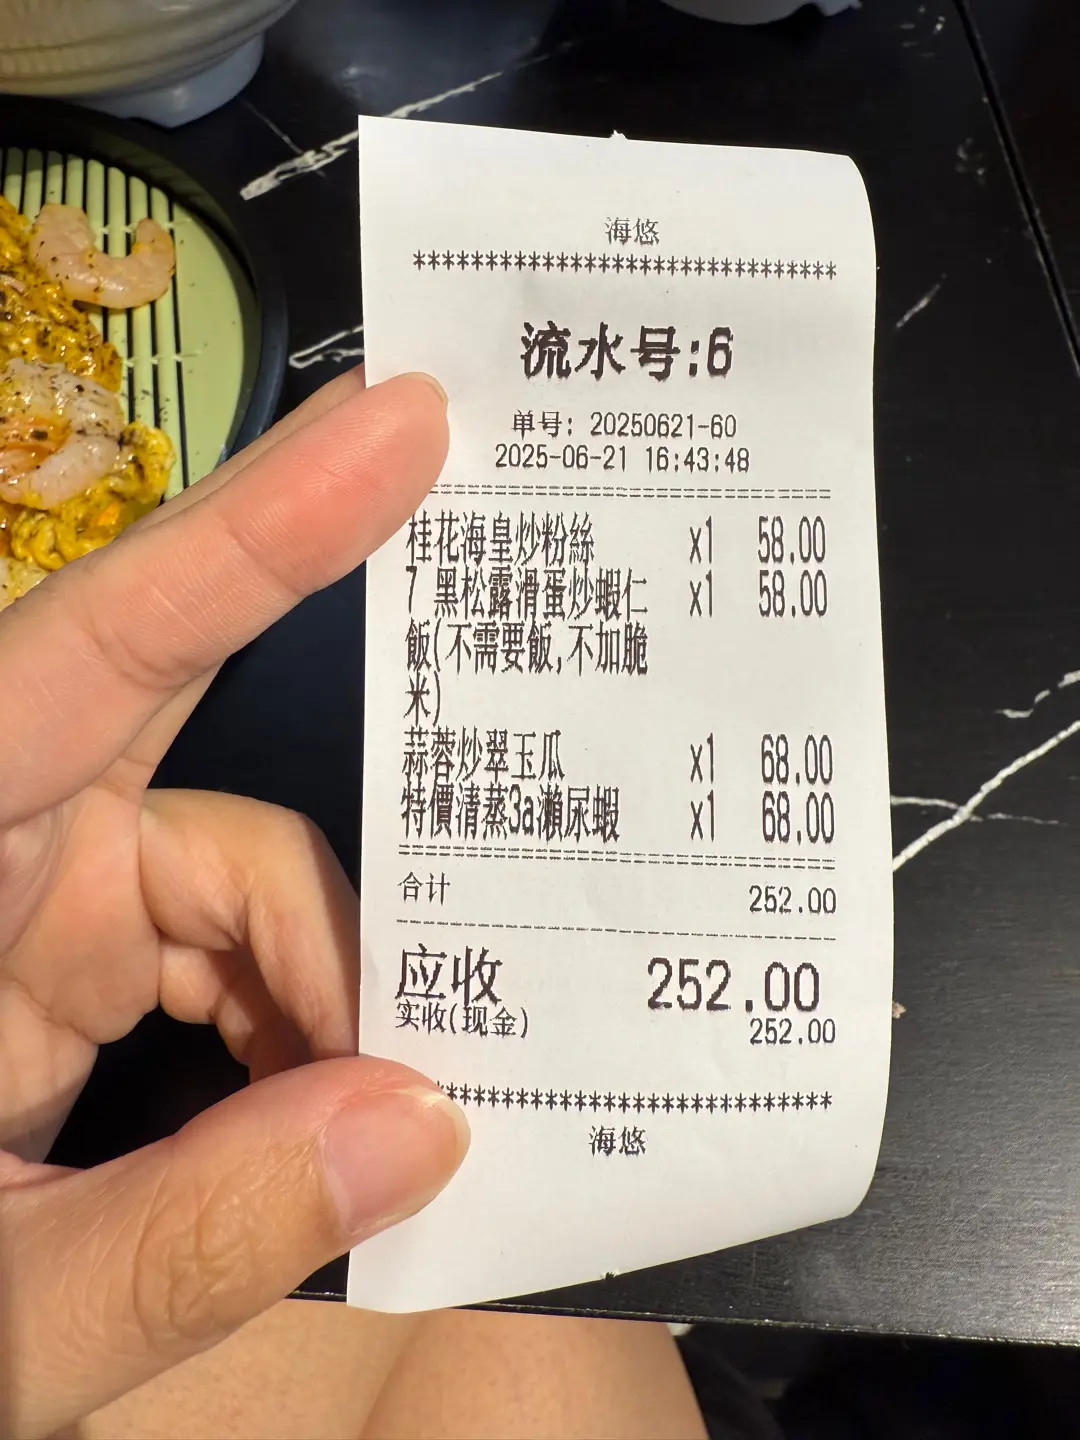 海悠
******************************
流水号:6
单号: 20250621-60
2025-06-21 16:43:48
桂花海皇炒粉絲 x1 58.00
7 黑松露滑蛋炒蝦仁 x1 58.00
飯(不需要飯,不加脆
米)
蒜蓉炒翠玉瓜 x1 68.00
特價清蒸3a瀨尿蝦 x1 68.00
合计 252.00
应收 252.00
实收(现金) 252.00
****************************
海悠